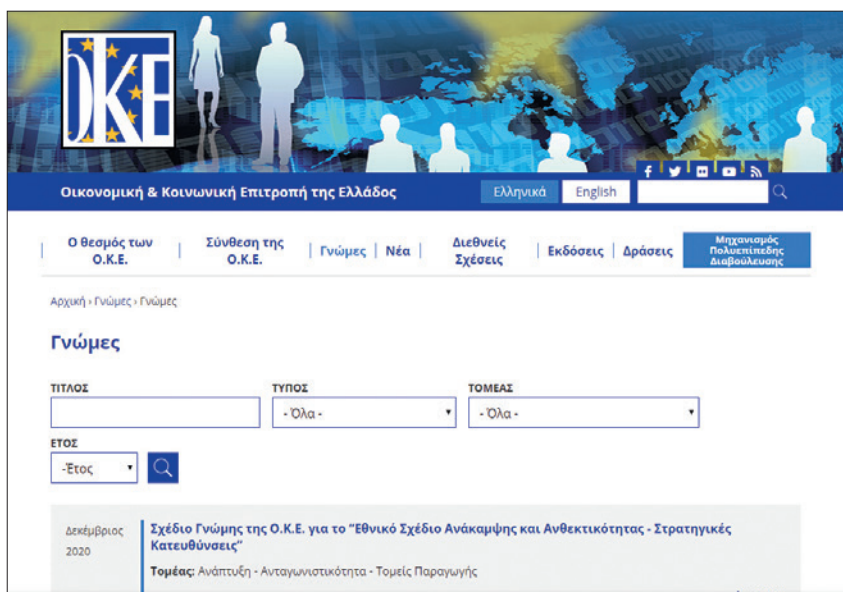 ΟΚΕ
Οικονομική & Κοινωνική Επιτροπή της Ελλάδος
Ελληνικά
English
Ο θεσμός των Ο.Κ.Ε.
Σύνθεση της Ο.Κ.Ε.
Γνώμες
Νέα
Διεθνείς Σχέσεις
Εκδόσεις
Δράσεις
Μηχανισμός
Πολυεπίπεδης
Διαβούλευσης
Αρχική › Γνώμες › Γνώμες
Γνώμες
ΤΙΤΛΟΣ
ΤΥΠΟΣ
ΤΟΜΕΑΣ
- Όλα -
- Όλα -
ΕΤΟΣ
-Έτος
Δεκέμβριος
2020
Σχέδιο Γνώμης της Ο.Κ.Ε. για το "Εθνικό Σχέδιο Ανάκαμψης και Ανθεκτικότητας - Στρατηγικές
Κατευθύνσεις"
Τομέας: Ανάπτυξη - Ανταγωνιστικότητα - Τομείς Παραγωγής